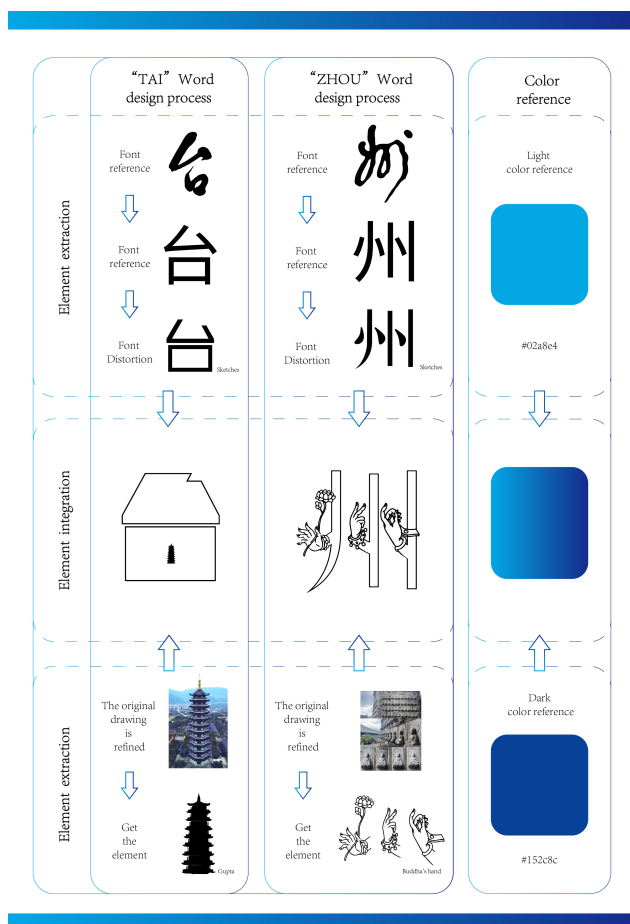 “TAI” Word
design process
“ZHOU” Word
design process
Color
reference
Element extraction
Font
reference
台
Font
reference
州
Light
color reference
Font
reference
台
Font
reference
州
Font
Distortion
台
Sketches
Font
Distortion
州
Sketches
#02a8e4
Element integration
Element extraction
The original
drawing
is
refined
The original
drawing
is
refined
Dark
color reference
Get
the
element
Gupta
Get
the
element
Buddha's hand
#152c8c